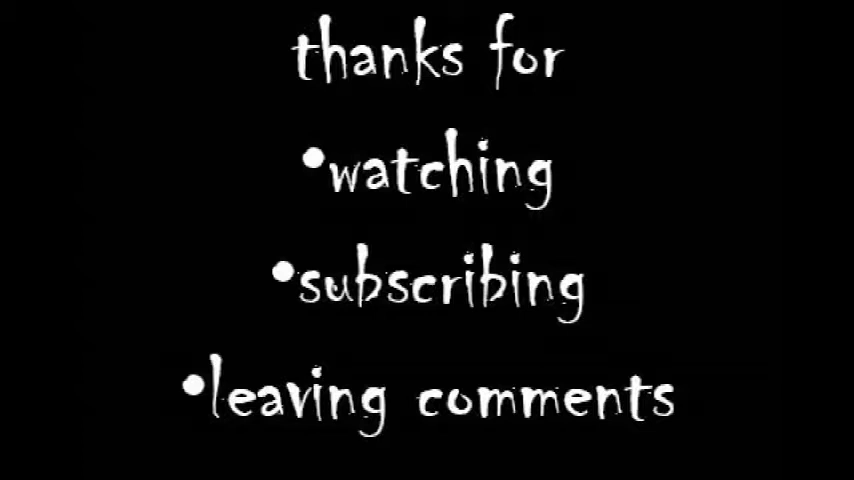 thanks for
•watching
•subscribing
•leaving comments